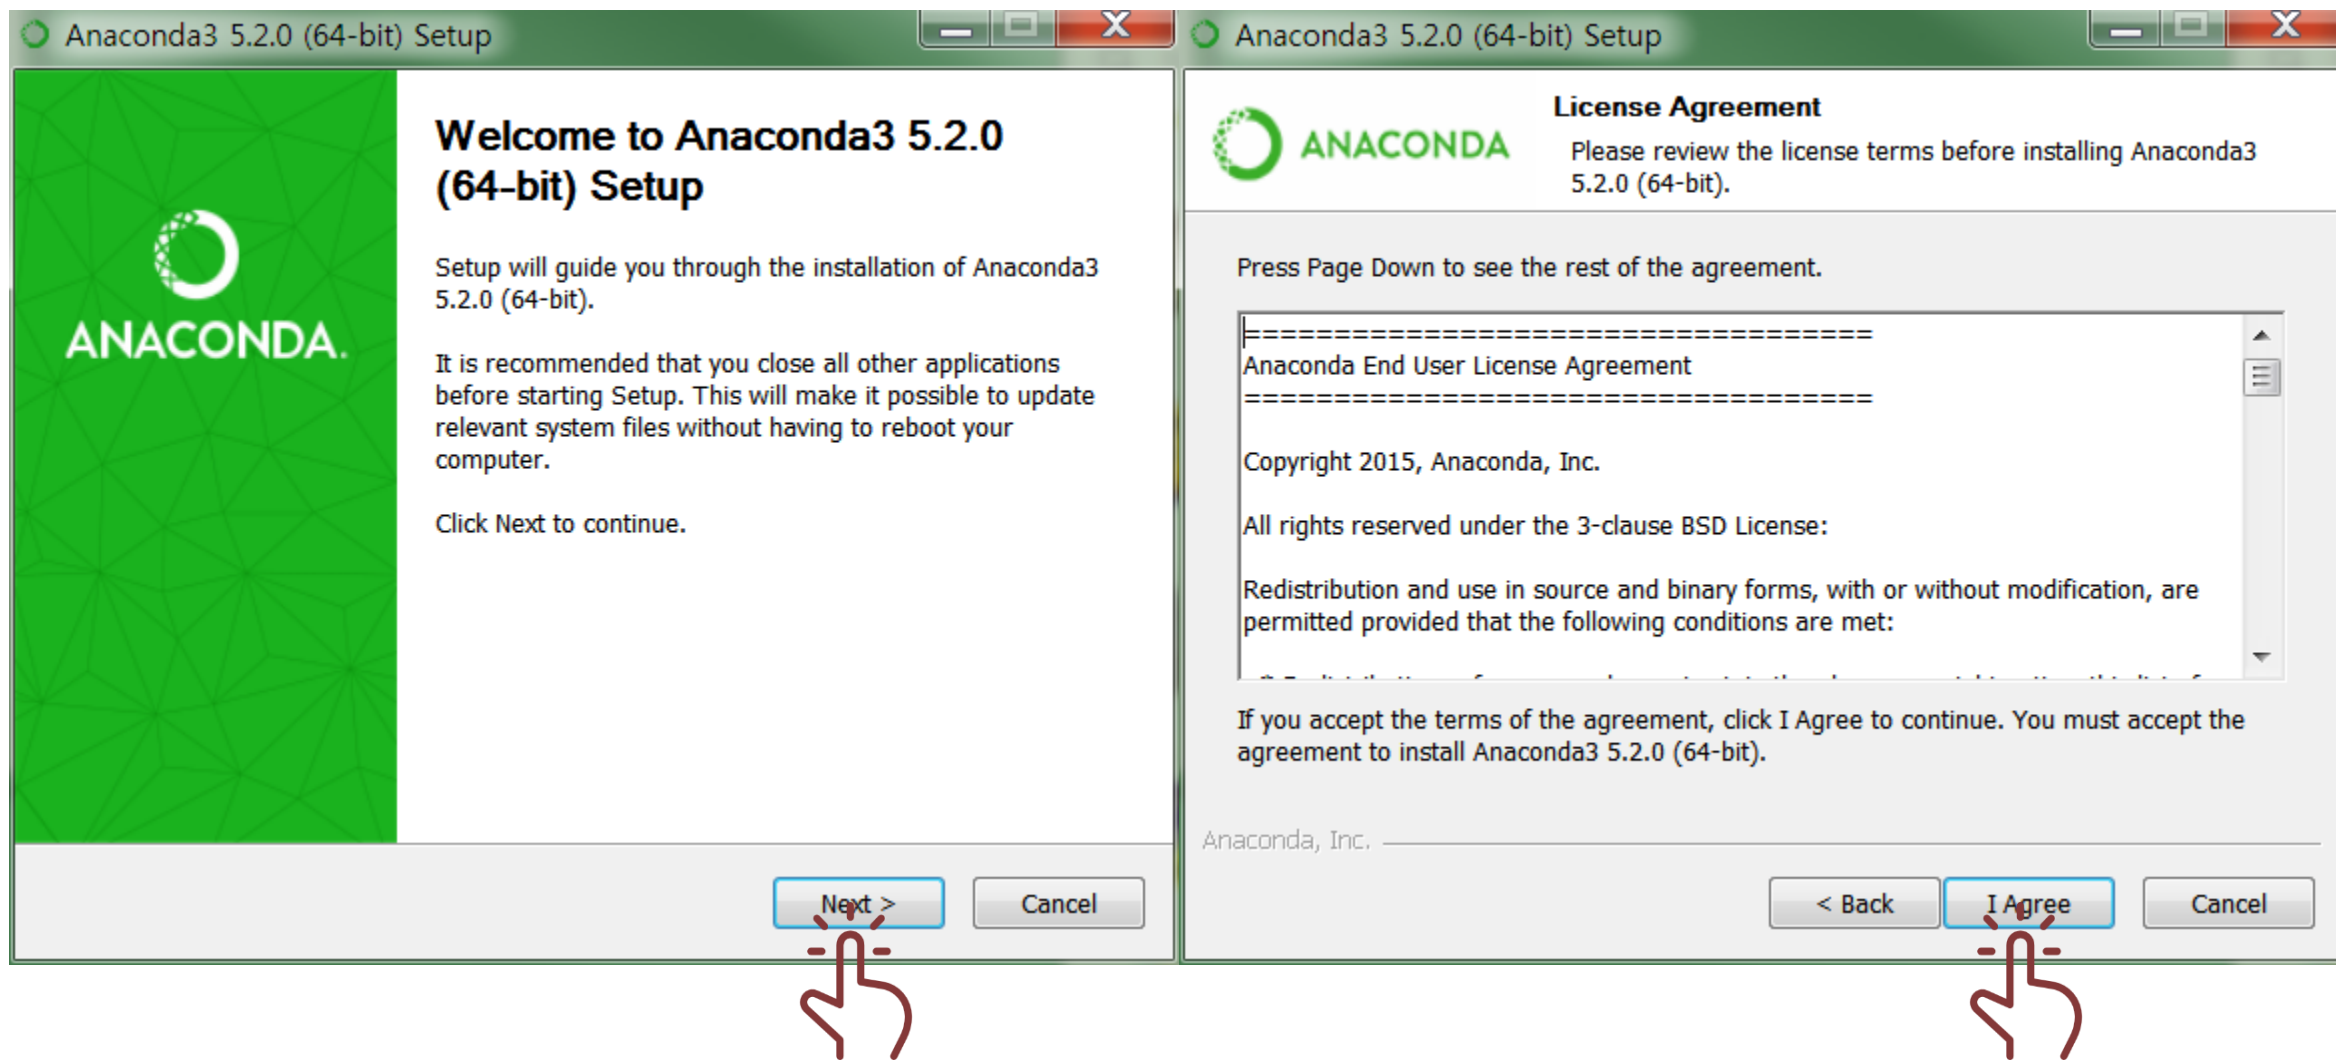 Anaconda3 5.2.0 (64-bit) Setup
ANACONDA.
Welcome to Anaconda3 5.2.0
(64-bit) Setup
Setup will guide you through the installation of Anaconda3
5.2.0 (64-bit).
It is recommended that you close all other applications
before starting Setup. This will make it possible to update
relevant system files without having to reboot your
computer.
Click Next to continue.
Next >
Cancel
Anaconda3 5.2.0 (64-bit) Setup
ANACONDA
License Agreement
Please review the license terms before installing Anaconda3
5.2.0 (64-bit).
Press Page Down to see the rest of the agreement.
===================================
Anaconda End User License Agreement
===================================
Copyright 2015, Anaconda, Inc.
All rights reserved under the 3-clause BSD License:
Redistribution and use in source and binary forms, with or without modification, are
permitted provided that the following conditions are met:
If you accept the terms of the agreement, click I Agree to continue. You must accept the
agreement to install Anaconda3 5.2.0 (64-bit).
Anaconda, Inc.
< Back
I Agree
Cancel